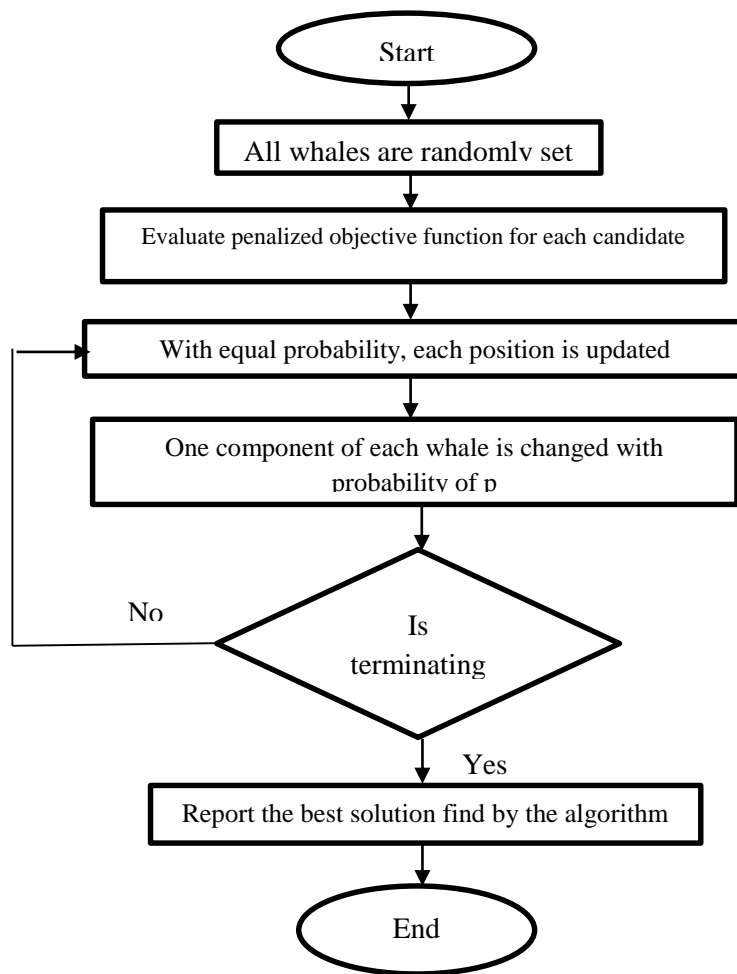 Start
All whales are randomly set
Evaluate penalized objective function for each candidate
With equal probability, each position is updated
One component of each whale is changed with
probability of p
No
Is
terminating
Yes
Report the best solution find by the algorithm
End